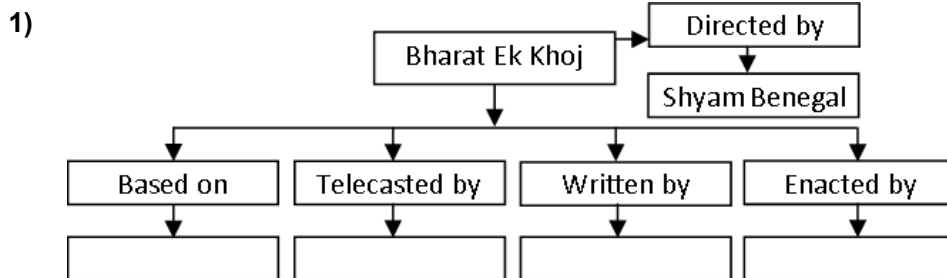 1)
Directed by
Bharat Ek Khoj
Shyam Benegal
Based on
Telecasted by
Written by
Enacted by